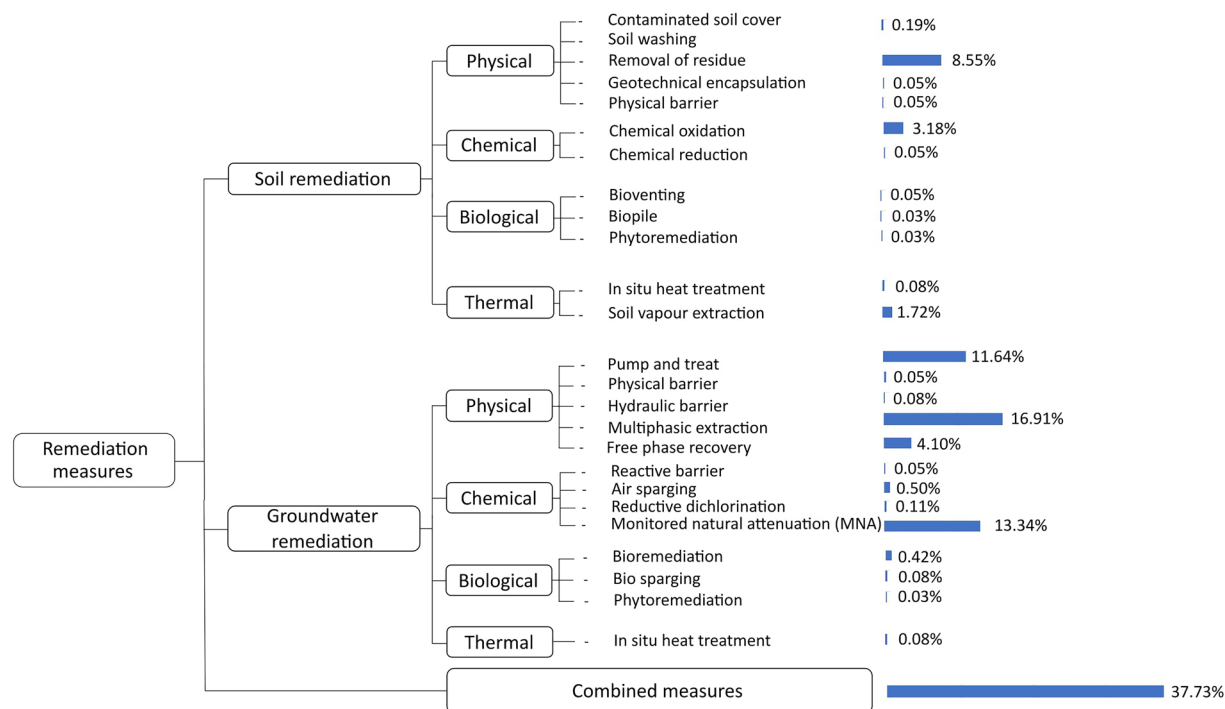 Contaminated soil cover 0.19%
Soil washing
Physical Removal of residue 8.55%
Geotechnical encapsulation 0.05%
Physical barrier 0.05%
Chemical oxidation 3.18%
Chemical
Chemical reduction 0.05%
Soil remediation
Bioventing 0.05%
Biological Biopile 0.03%
Phytoremediation 0.03%
In situ heat treatment 0.08%
Thermal
Soil vapour extraction 1.72%
Pump and treat 11.64%
Physical barrier 0.05%
Physical Hydraulic barrier 0.08%
Multiphasic extraction 16.91%
Free phase recovery 4.10%
Remediation
measures
Reactive barrier 0.05%
Air sparging 0.50%
Chemical
Reductive dichlorination 0.11%
Monitored natural attenuation (MNA) 13.34%
Groundwater
remediation
Bioremediation 0.42%
Biological Bio sparging 0.08%
Phytoremediation 0.03%
Thermal In situ heat treatment 0.08%
Combined measures 37.73%